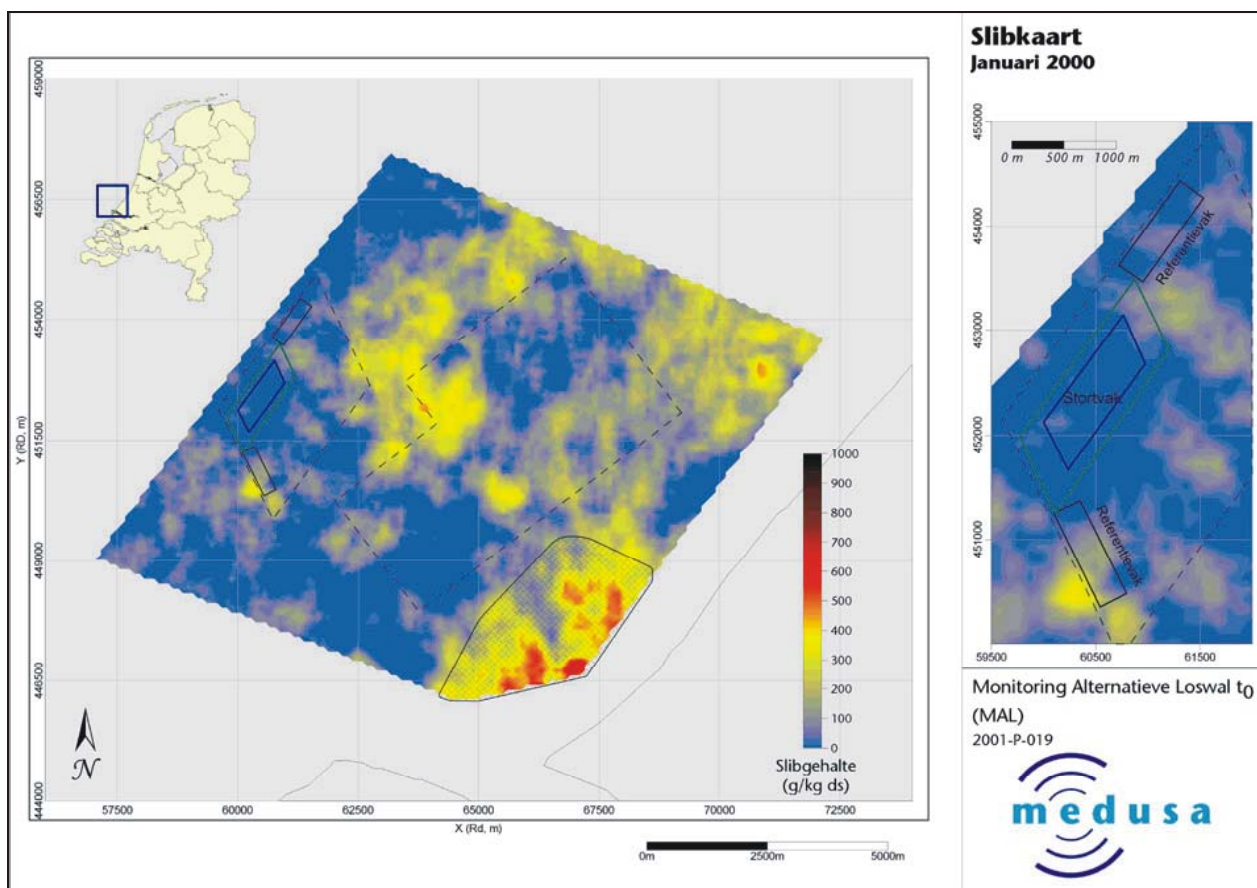 Slibkaart
Januari 2000
459000
456500
454000
451500
449000
446500
444000
Y (RD, m)
57500
60000
62500
65000
67500
70000
72500
X (Rd, m)
1000
900
800
700
600
500
400
300
200
100
0
Slibgehalte
(g/kg ds)
N
0m
2500m
5000m
455000
454000
453000
452000
451000
0 m
500 m
1000 m
Referentievak
Stortvak
Referentievak
59500
60500
61500
Monitoring Alternatieve Loswal t0
(MAL)
2001-P-019
medusa